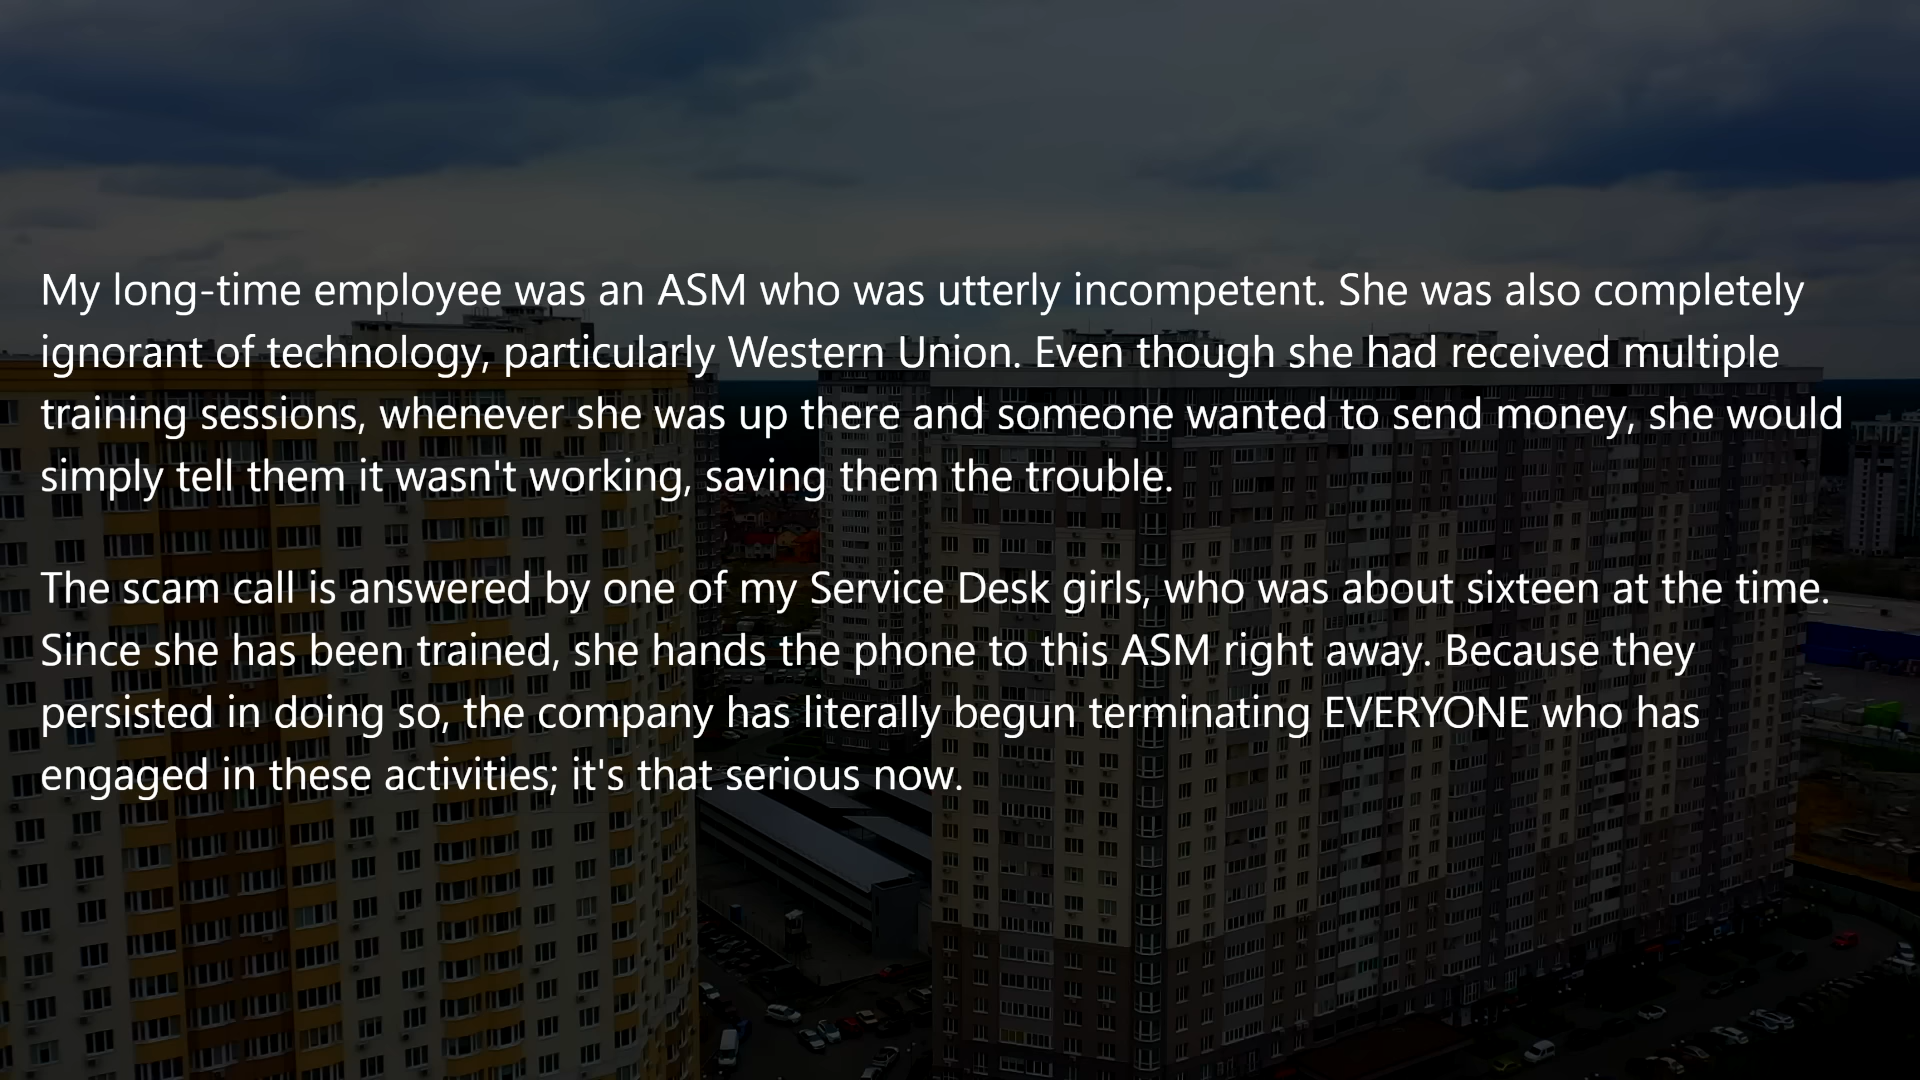 My long-time employee was an ASM who was utterly incompetent. She was also completely
ignorant of technology, particularly Western Union. Even though she had received multiple
training sessions, whenever she was up there and someone wanted to send money, she would
simply tell them it wasn't working, saving them the trouble.
The scam call is answered by one of my Service Desk girls, who was about sixteen at the time.
Since she has been trained, she hands the phone to this ASM right away. Because they
persisted in doing so, the company has literally begun terminating EVERYONE who has
engaged in these activities; it's that serious now.